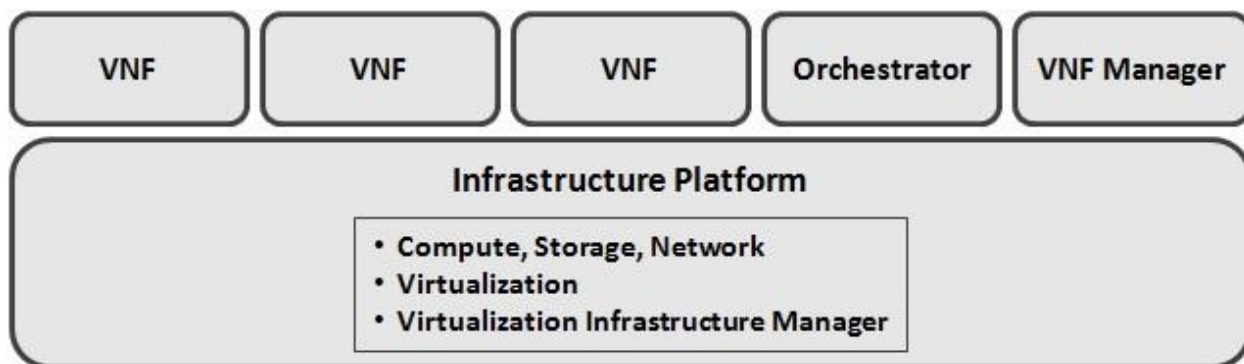 VNF
VNF
VNF
Orchestrator
VNF Manager
Infrastructure Platform
• Compute, Storage, Network
• Virtualization
• Virtualization Infrastructure Manager